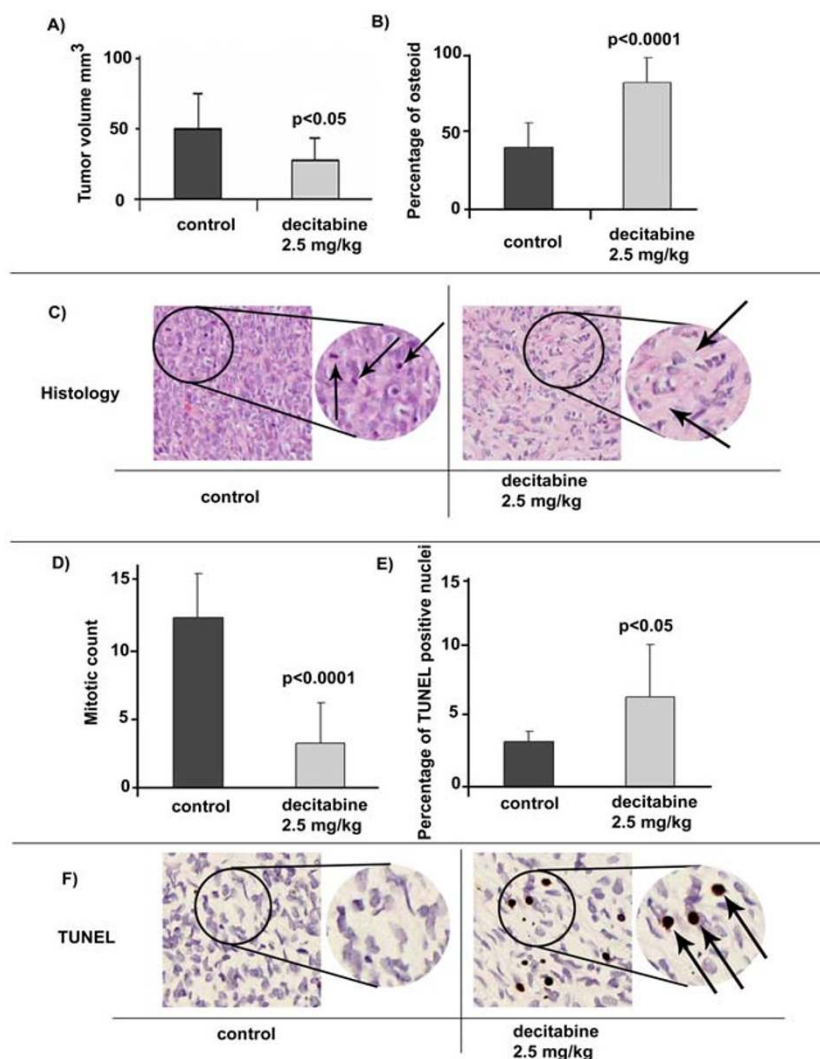 A)
Tumor volume mm3
100
50
0
p<0.05
control
decitabine
2.5 mg/kg
B)
Percentage of osteoid
100
50
0
p<0.0001
control
decitabine
2.5 mg/kg
C)
Histology
control
decitabine
2.5 mg/kg
D)
Mitotic count
15
10
5
0
p<0.0001
control
decitabine
2.5 mg/kg
E)
Percentage of TUNEL positive nuclei
15
10
5
0
p<0.05
control
decitabine
2.5 mg/kg
F)
TUNEL
control
decitabine
2.5 mg/kg